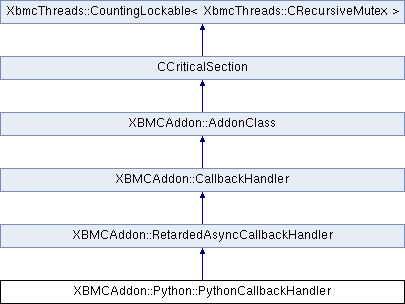 XbmcThreads::CountingLockable< XbmcThreads::CRecursiveMutex >
CCriticalSection
XBMCAddon::AddonClass
XBMCAddon::CallbackHandler
XBMCAddon::RetardedAsyncCallbackHandler
XBMCAddon::Python::PythonCallbackHandler